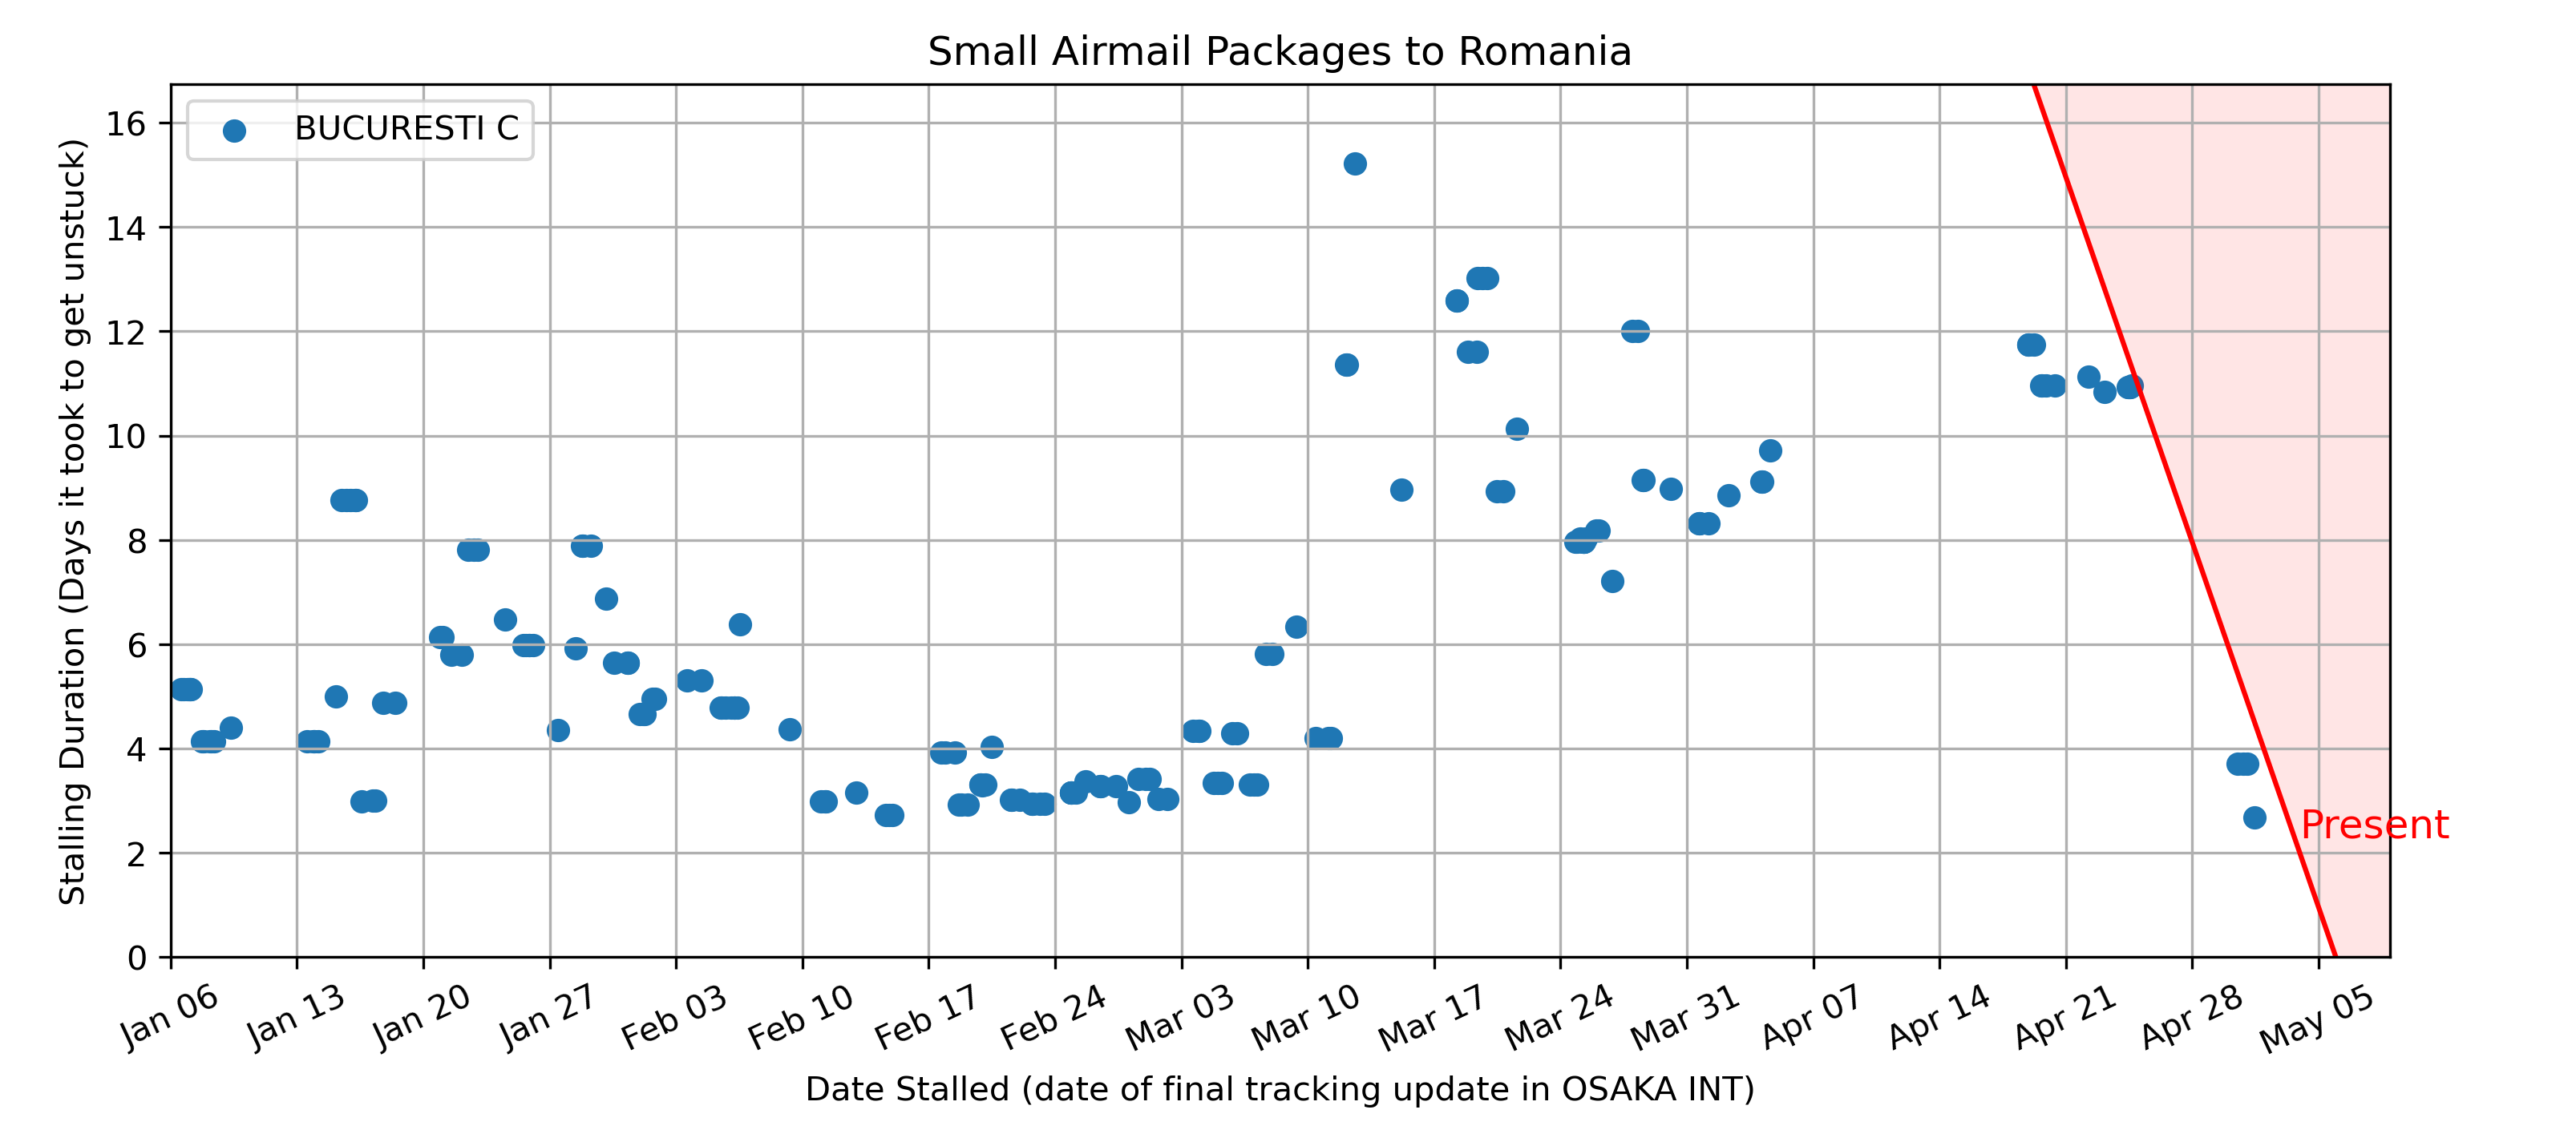 Small Airmail Packages to Romania
BUCURESTI C
Stalling Duration (Days it took to get unstuck)
16
14
12
10
8
6
4
2
0
Present
Jan 06
Jan 13
Jan 20
Jan 27
Feb 03
Feb 10
Feb 17
Feb 24
Mar 03
Mar 10
Mar 17
Mar 24
Mar 31
Apr 07
Apr 14
Apr 21
Apr 28
May 05
Date Stalled (date of final tracking update in OSAKA INT)